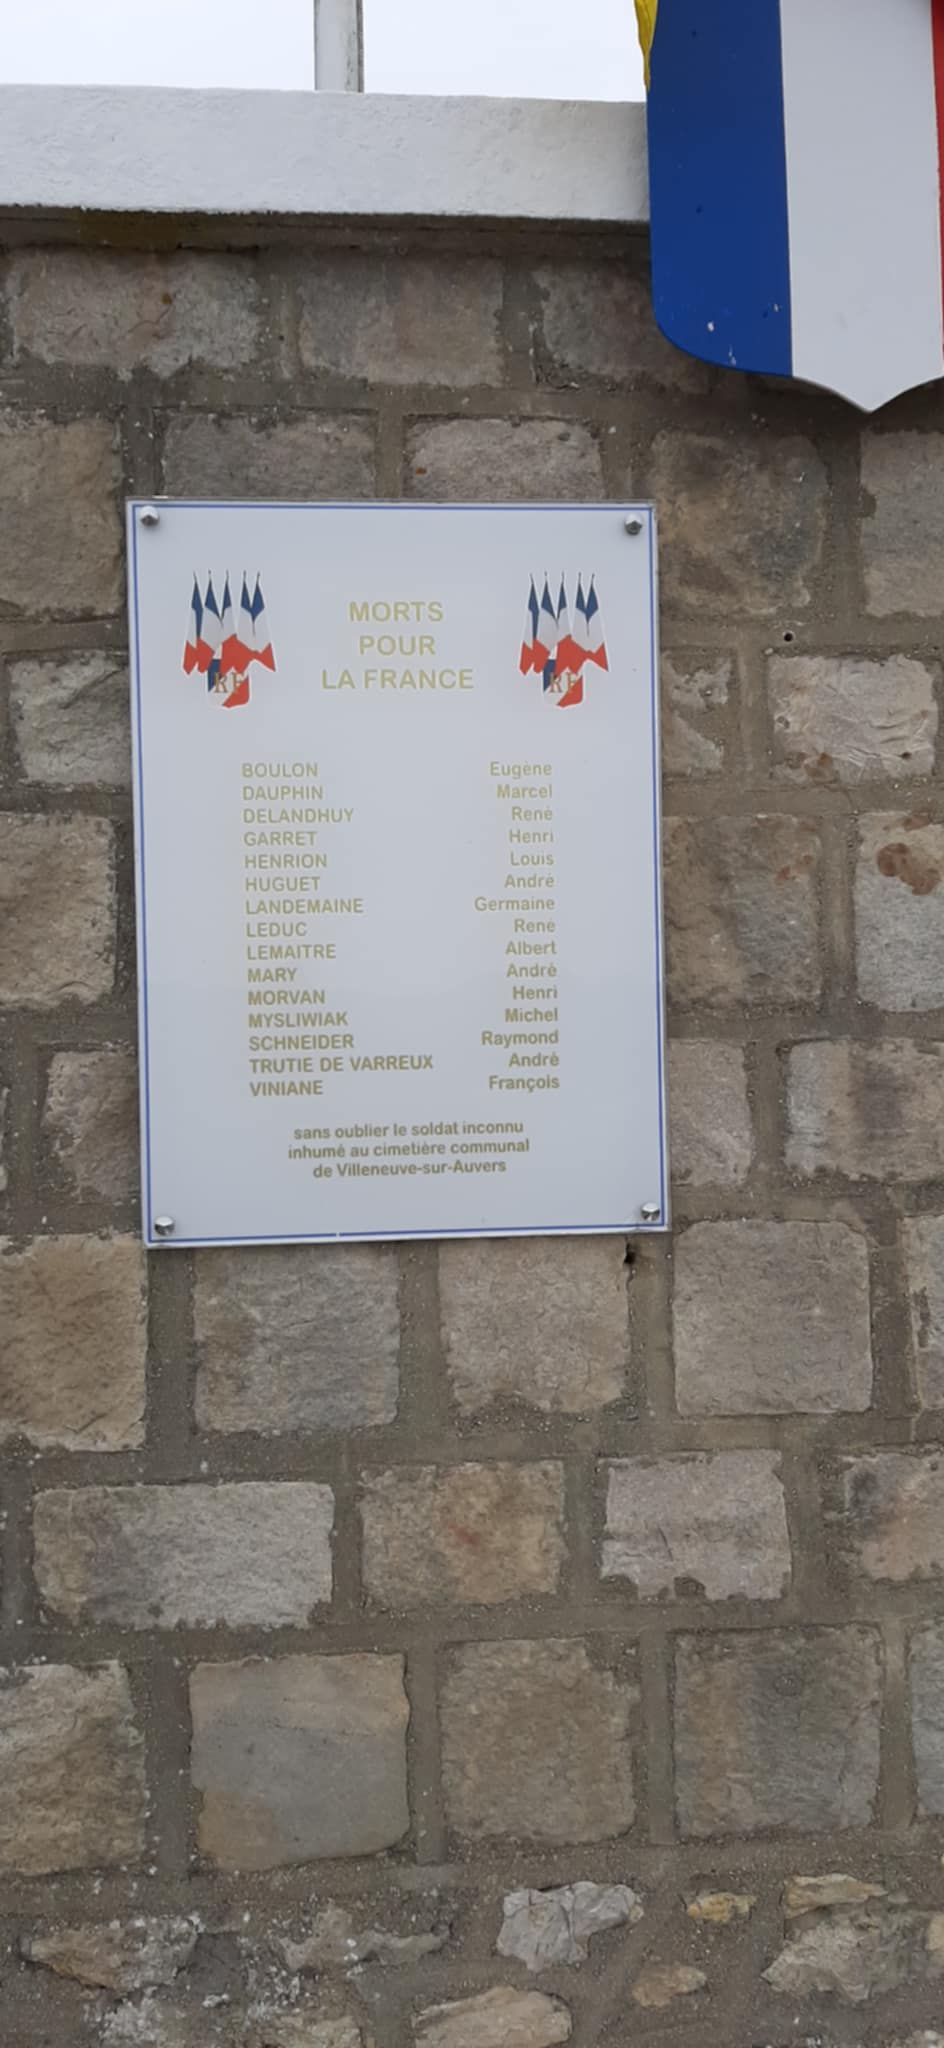 MORTS
POUR
LA FRANCE
RF
RF
BOULON Eugène
DAUPHIN Marcel
DELANDHUY René
GARRET Henri
HENRION Louis
HUGUET André
LANDEMAINE Germaine
LEDUC René
LEMAITRE Albert
MARY André
MORVAN Henri
MYSLIWIAK Michel
SCHNEIDER Raymond
TRUTIE DE VARREUX André
VINIANE François
sans oublier le soldat inconnu
inhumé au cimetière communal
de Villeneuve-sur-Auvers